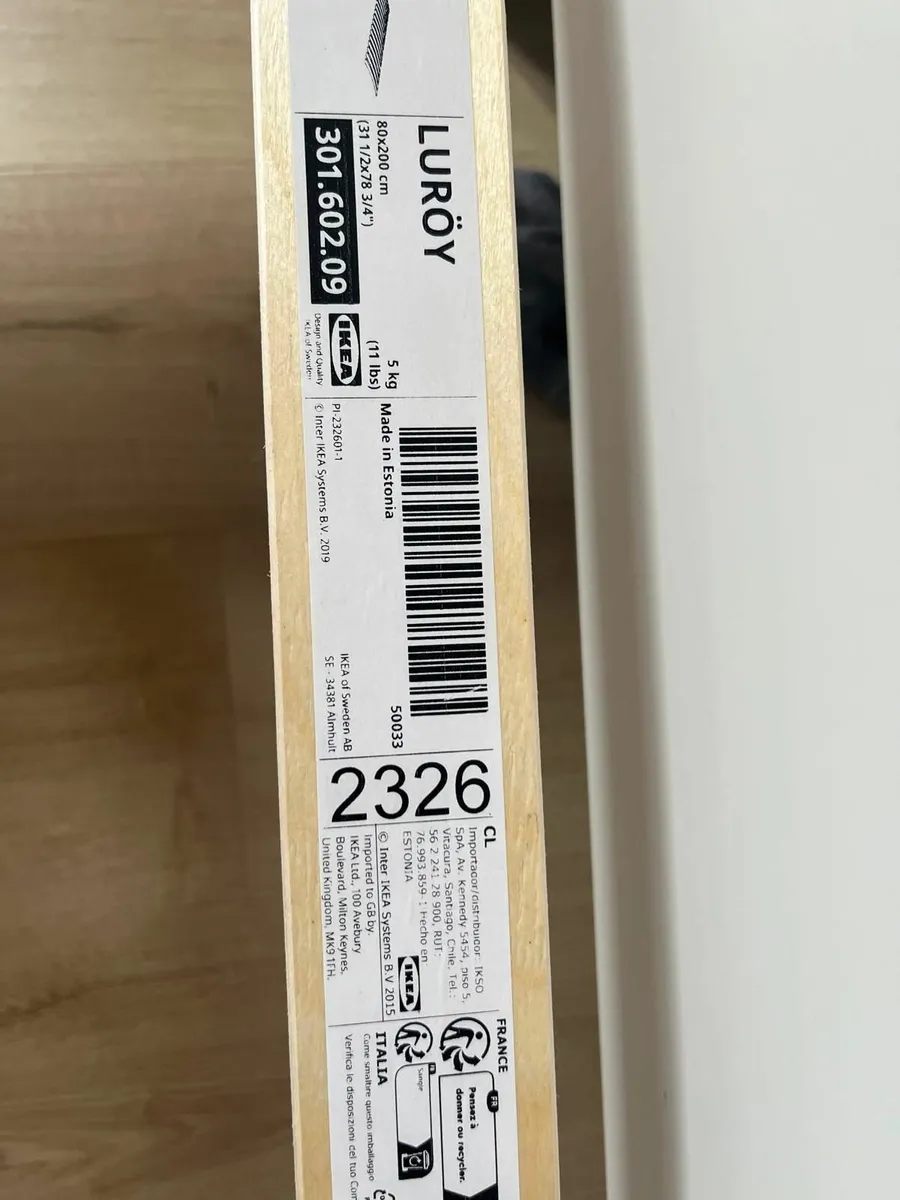 LURÖY
80x200 cm
(31 1/2x78 3/4")
301.602.09
5 kg
(11 lbs)
IKEA
Design and Quality
IKEA of Sweden
Made in Estonia
PI-232601-1
© Inter IKEA Systems B.V. 2019
50033
IKEA of Sweden AB
SE - 34381 Älmhult
2326
CL
Importador/distribuidor: IKSO
SpA, Av. Kennedy 5454, piso 5,
Vitacura, Santiago, Chile, Tel.:
56 2 241 28 900, RUT:
76.993.859-1 Hecho en
ESTONIA
IKEA
© Inter IKEA Systems B.V 2015
Imported to GB by.
IKEA Ltd., 100 Avebury
Boulevard, Milton Keynes,
United Kingdom, MK9 1FH.
FRANCE
FR
Pensez à
donner ou recycler.
ITALIA
Come smaltire questo imballaggio
Verifica le disposizioni del tuo